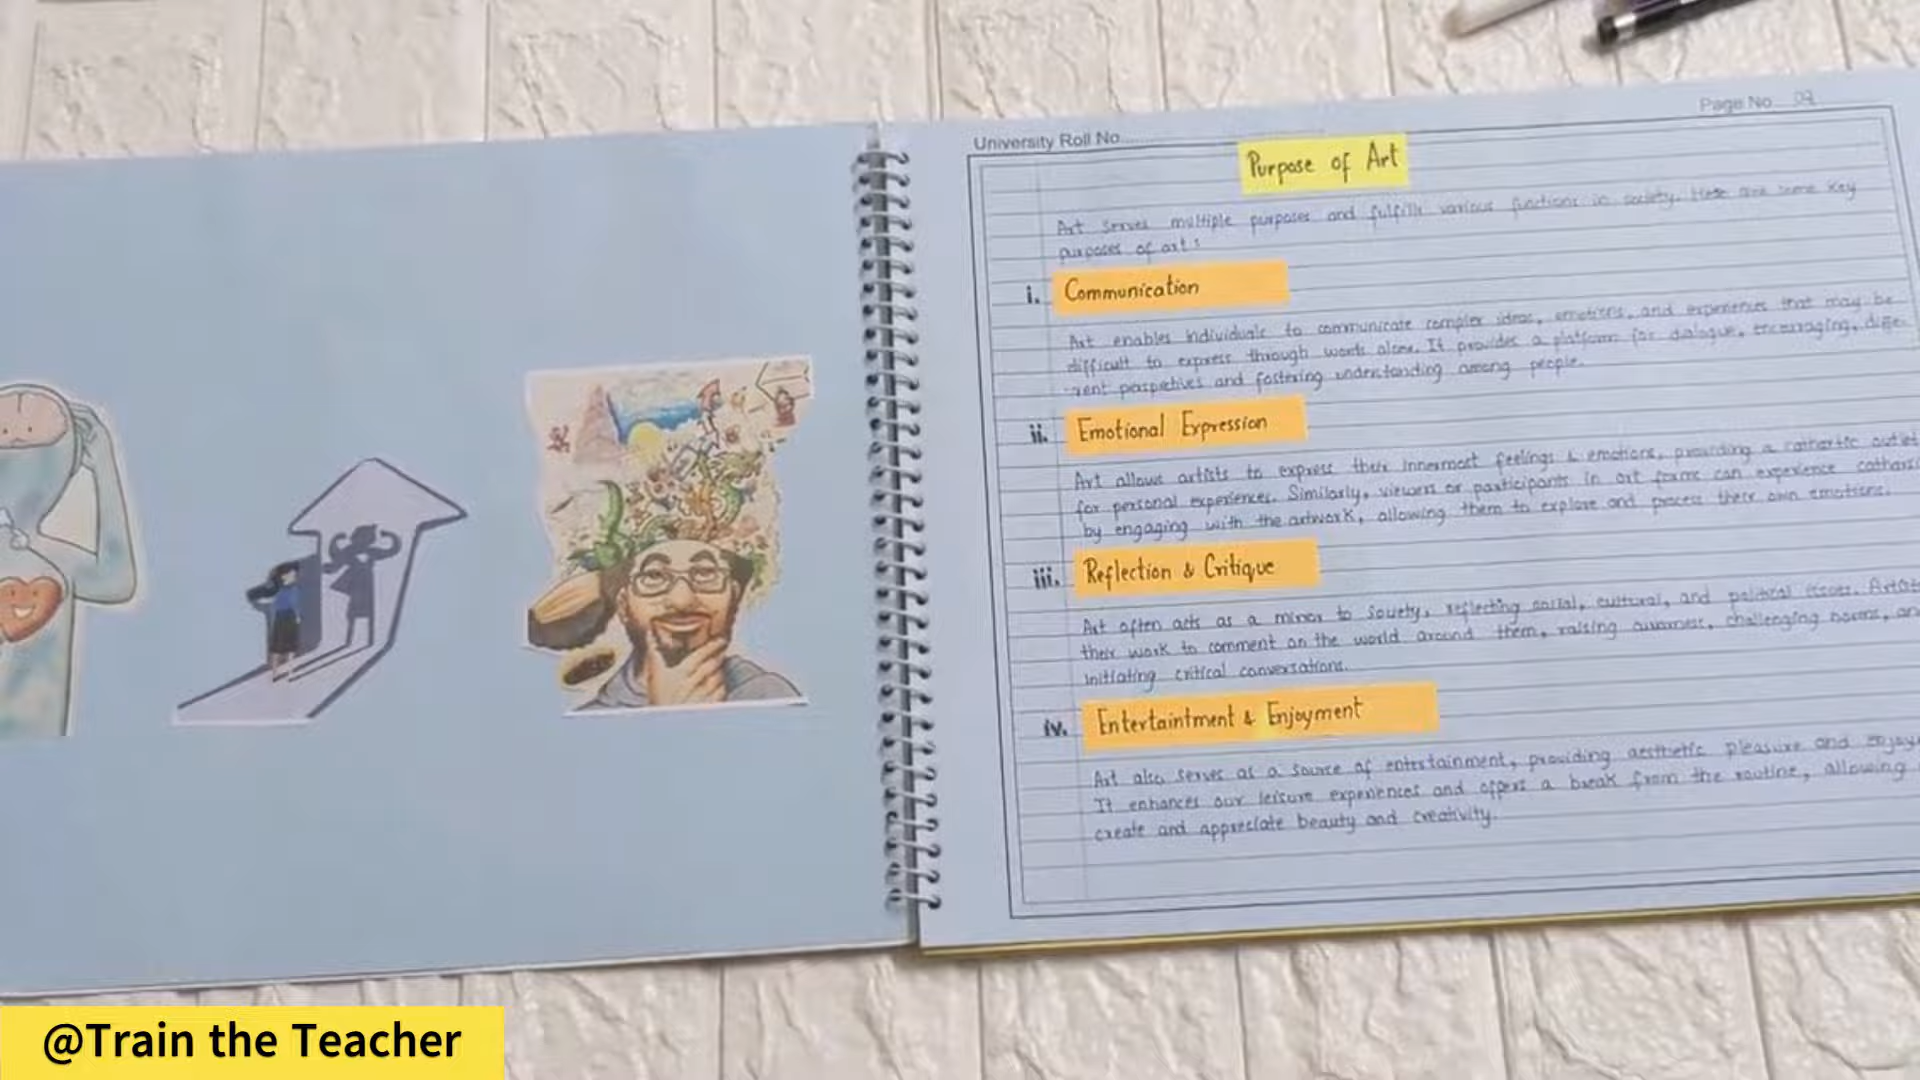 University Roll No..............
Page No. 02
Purpose of Art
Art serves multiple purposes and fulfills various functions in society. Here are some key
purposes of art:
i. Communication
Art enables individuals to communicate complex ideas, emotions, and experiences that may be
difficult to express through words alone. It provides a platform for dialogue, encouraging, diffe-
-rent perspectives and fostering understanding among people.
ii. Emotional Expression
Art allows artists to express their innermost feelings & emotions, providing a cathartic outlet
for personal experiences. Similarly, viewers or participants in art forms can experience
by engaging with the artwork, allowing them to explore and process their own emotions.
iii. Reflection & Critique
Art often acts as a mirror to society, reflecting social, cultural, and political issues.
their work to comment on the world around them, raising awareness, challenging norms, and
initiating critical conversations.
iv. Entertaintment & Enjoyment
Art also serves as a source of entertainment, providing aesthetic pleasure and
It enhances our leisure experiences and offers a break from the routine, allowing
create and appreciate beauty and creativity.
@Train the Teacher